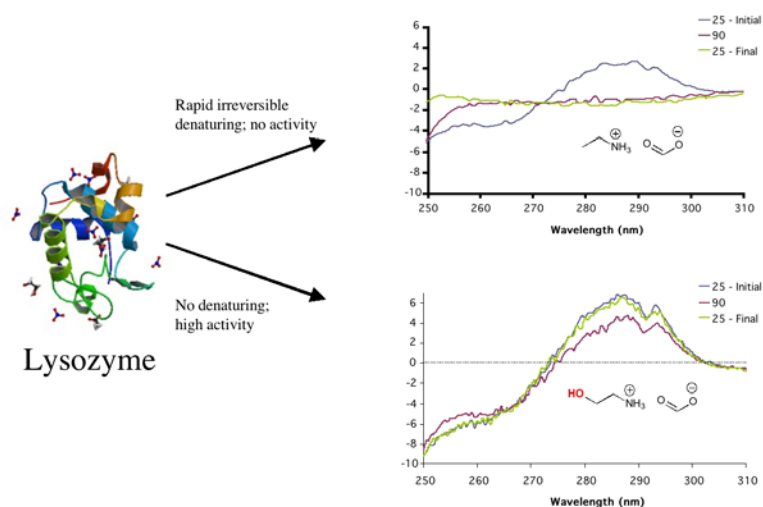 Rapid irreversible
denaturing; no activity
No denaturing;
high activity
Lysozyme
25 - Initial
90
25 - Final
6
4
2
0
-2
-4
-6
-8
-10
250 260 270 280 290 300 310
Wavelength (nm)
NH3 +
O O -
25 - Initial
90
25 - Final
6
4
2
0
-2
-4
-6
-8
-10
250 260 270 280 290 300 310
Wavelength (nm)
HO NH3 +
O O -